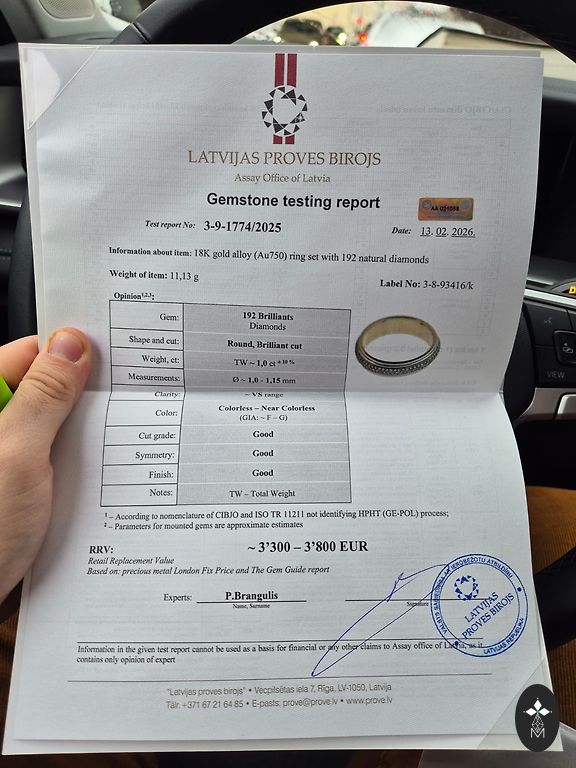 LATVIJAS PROVES BIROJS
Assay Office of Latvia
Gemstone testing report
AA 021058
Test report No: 3-9-1774/2025
Date: 13. 02. 2026.
Information about item: 18K gold alloy (Au750) ring set with 192 natural diamonds
Weight of item: 11,13 g
Label No: 3-8-93416/k
Opinion1,2,3:
Gem: 192 Brilliants
Diamonds
Shape and cut: Round, Brilliant cut
Weight, ct: TW ~ 1,0 ct ± 10 %
Measurements: Ø ~ 1,0 - 1,15 mm
Clarity: ~ VS range
Color: Colorless – Near Colorless
(GIA: ~ F – G)
Cut grade: Good
Symmetry: Good
Finish: Good
Notes: TW – Total Weight
1 – According to nomenclature of CIBJO and ISO TR 11211 not identifying HPHT (GE-POL) process;
2 – Parameters for mounted gems are approximate estimates
RRV: ~ 3'300 – 3'800 EUR
Retail Replacement Value
Based on: precious metal London Fix Price and The Gem Guide report
Experts: P.Brangulis
Name, Surname
Signature
LATVIJAS
PROVES BIROJS
LATVIJAS REPUBLIKA
Information in the given test report cannot be used as a basis for financial or any other claims to Assay office of Latvia, as it
contains only opinion of expert
"Latvijas proves birojs" • Vecpilsētas iela 7, Rīga, LV-1050, Latvija
Tālr. +371 67 21 64 85 • E-pasts: prove@prove.lv • www.prove.lv
VIEW
M